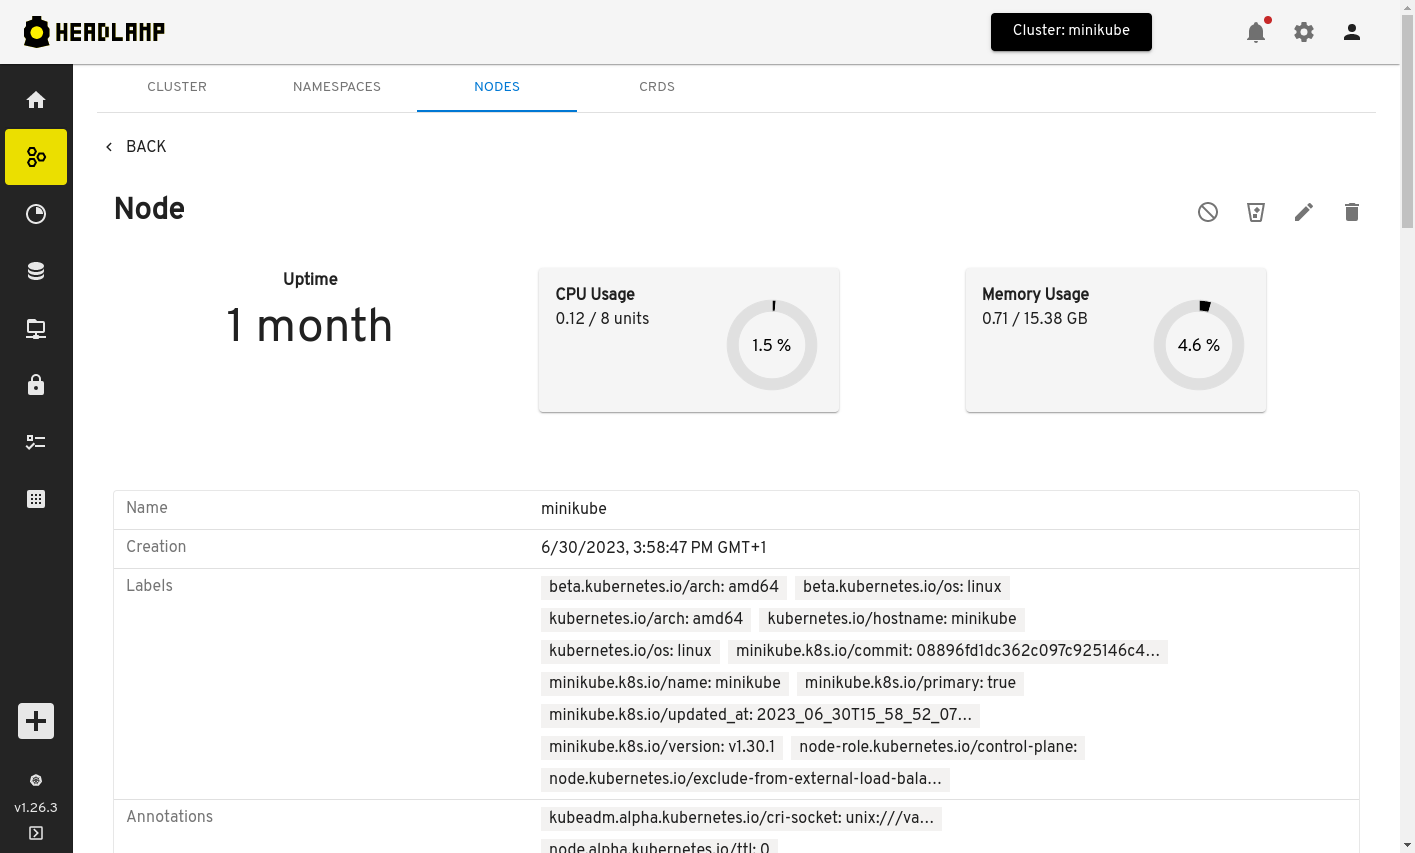 HEADLAMP
Cluster: minikube
CLUSTER NAMESPACES NODES CRDS
BACK
Node
Uptime
1 month
CPU Usage
0.12 / 8 units
1.5 %
Memory Usage
0.71 / 15.38 GB
4.6 %
Name minikube
Creation 6/30/2023, 3:58:47 PM GMT+1
Labels beta.kubernetes.io/arch: amd64 beta.kubernetes.io/os: linux
kubernetes.io/arch: amd64 kubernetes.io/hostname: minikube
kubernetes.io/os: linux minikube.k8s.io/commit: 08896fd1dc362c097c925146c4…
minikube.k8s.io/name: minikube minikube.k8s.io/primary: true
minikube.k8s.io/updated_at: 2023_06_30T15_58_52_07…
minikube.k8s.io/version: v1.30.1 node-role.kubernetes.io/control-plane:
node.kubernetes.io/exclude-from-external-load-bala…
Annotations kubeadm.alpha.kubernetes.io/cri-socket: unix:///va…
node.alpha.kubernetes.io/ttl: 0
v1.26.3